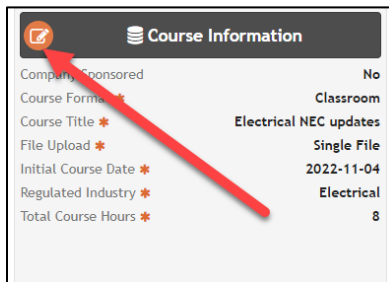 Course Information
Company Sponsored No
Course Format * Classroom
Course Title * Electrical NEC updates
File Upload * Single File
Initial Course Date * 2022-11-04
Regulated Industry * Electrical
Total Course Hours * 8